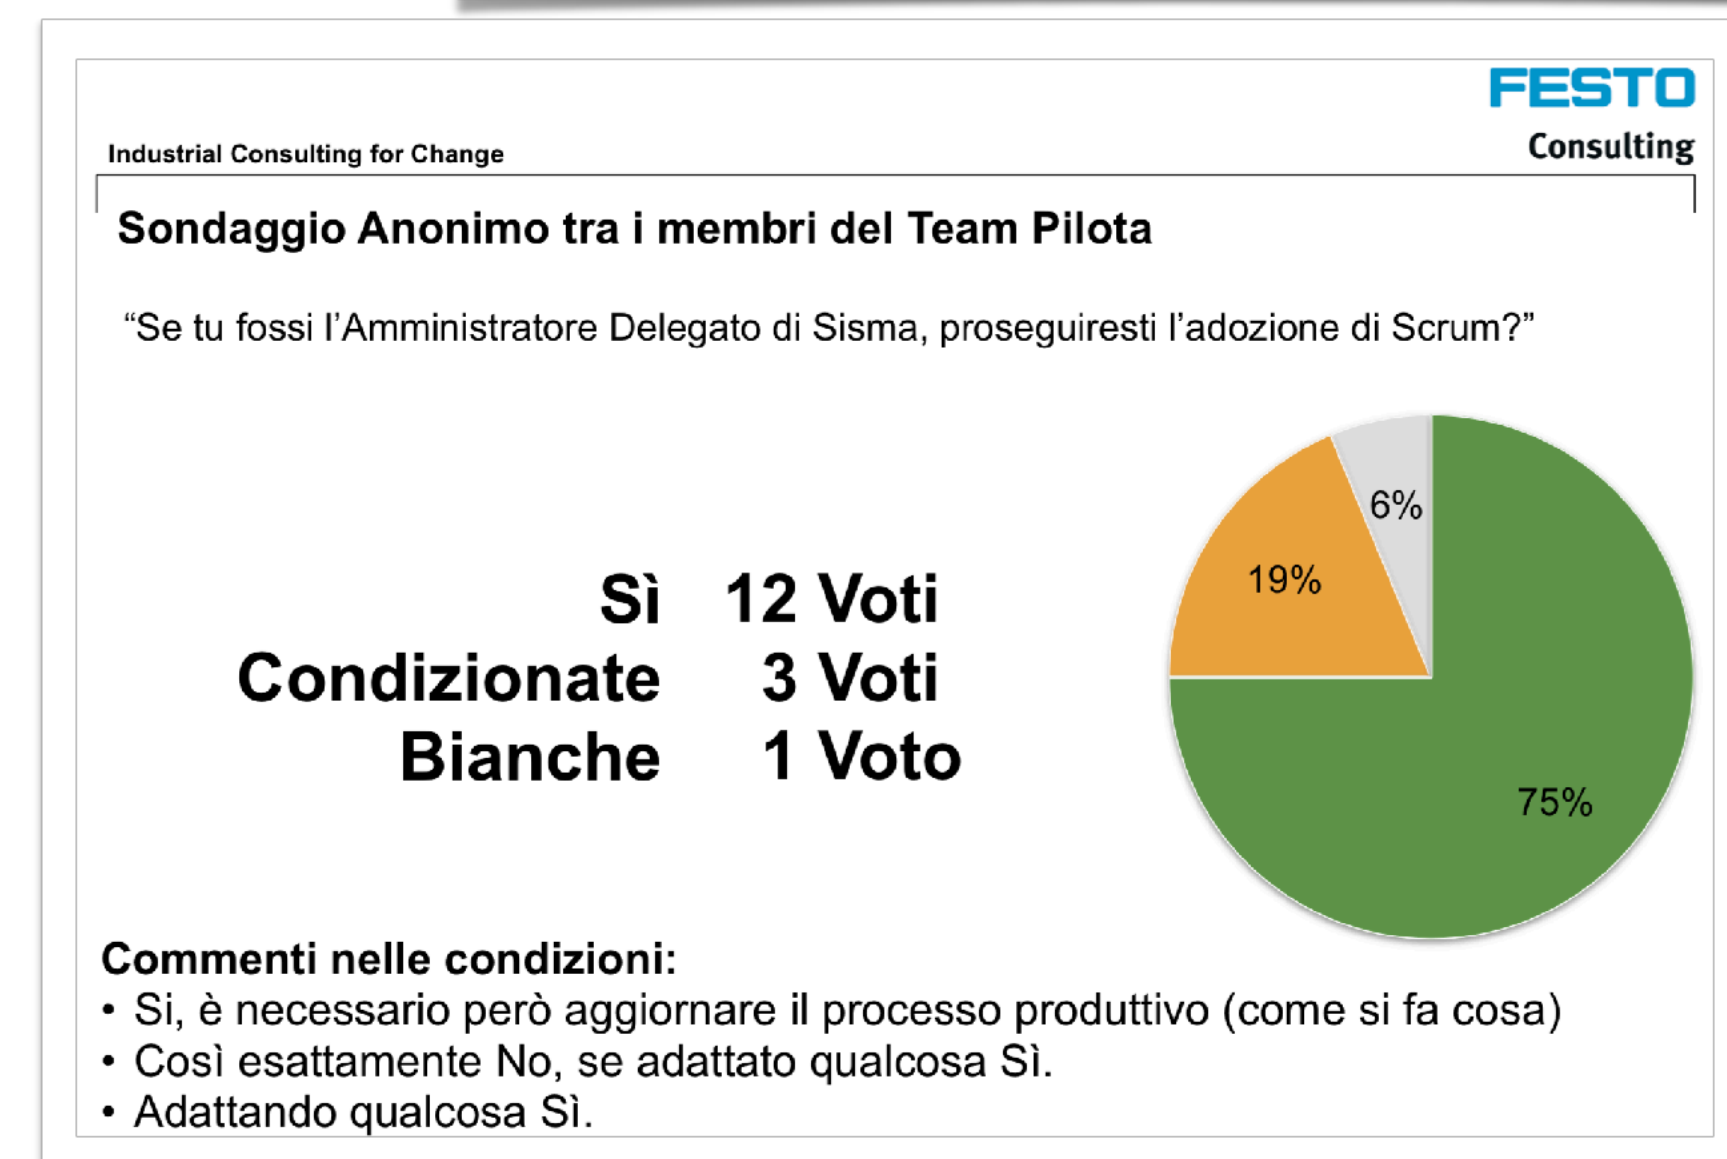 FESTO
Consulting
Industrial Consulting for Change
Sondaggio Anonimo tra i membri del Team Pilota
“Se tu fossi l’Amministratore Delegato di Sisma, proseguiresti l’adozione di Scrum?”
Sì 12 Voti
Condizionate 3 Voti
Bianche 1 Voto
6%
19%
75%
Commenti nelle condizioni:
• Si, è necessario però aggiornare il processo produttivo (come si fa cosa)
• Così esattamente No, se adattato qualcosa Sì.
• Adattando qualcosa Sì.